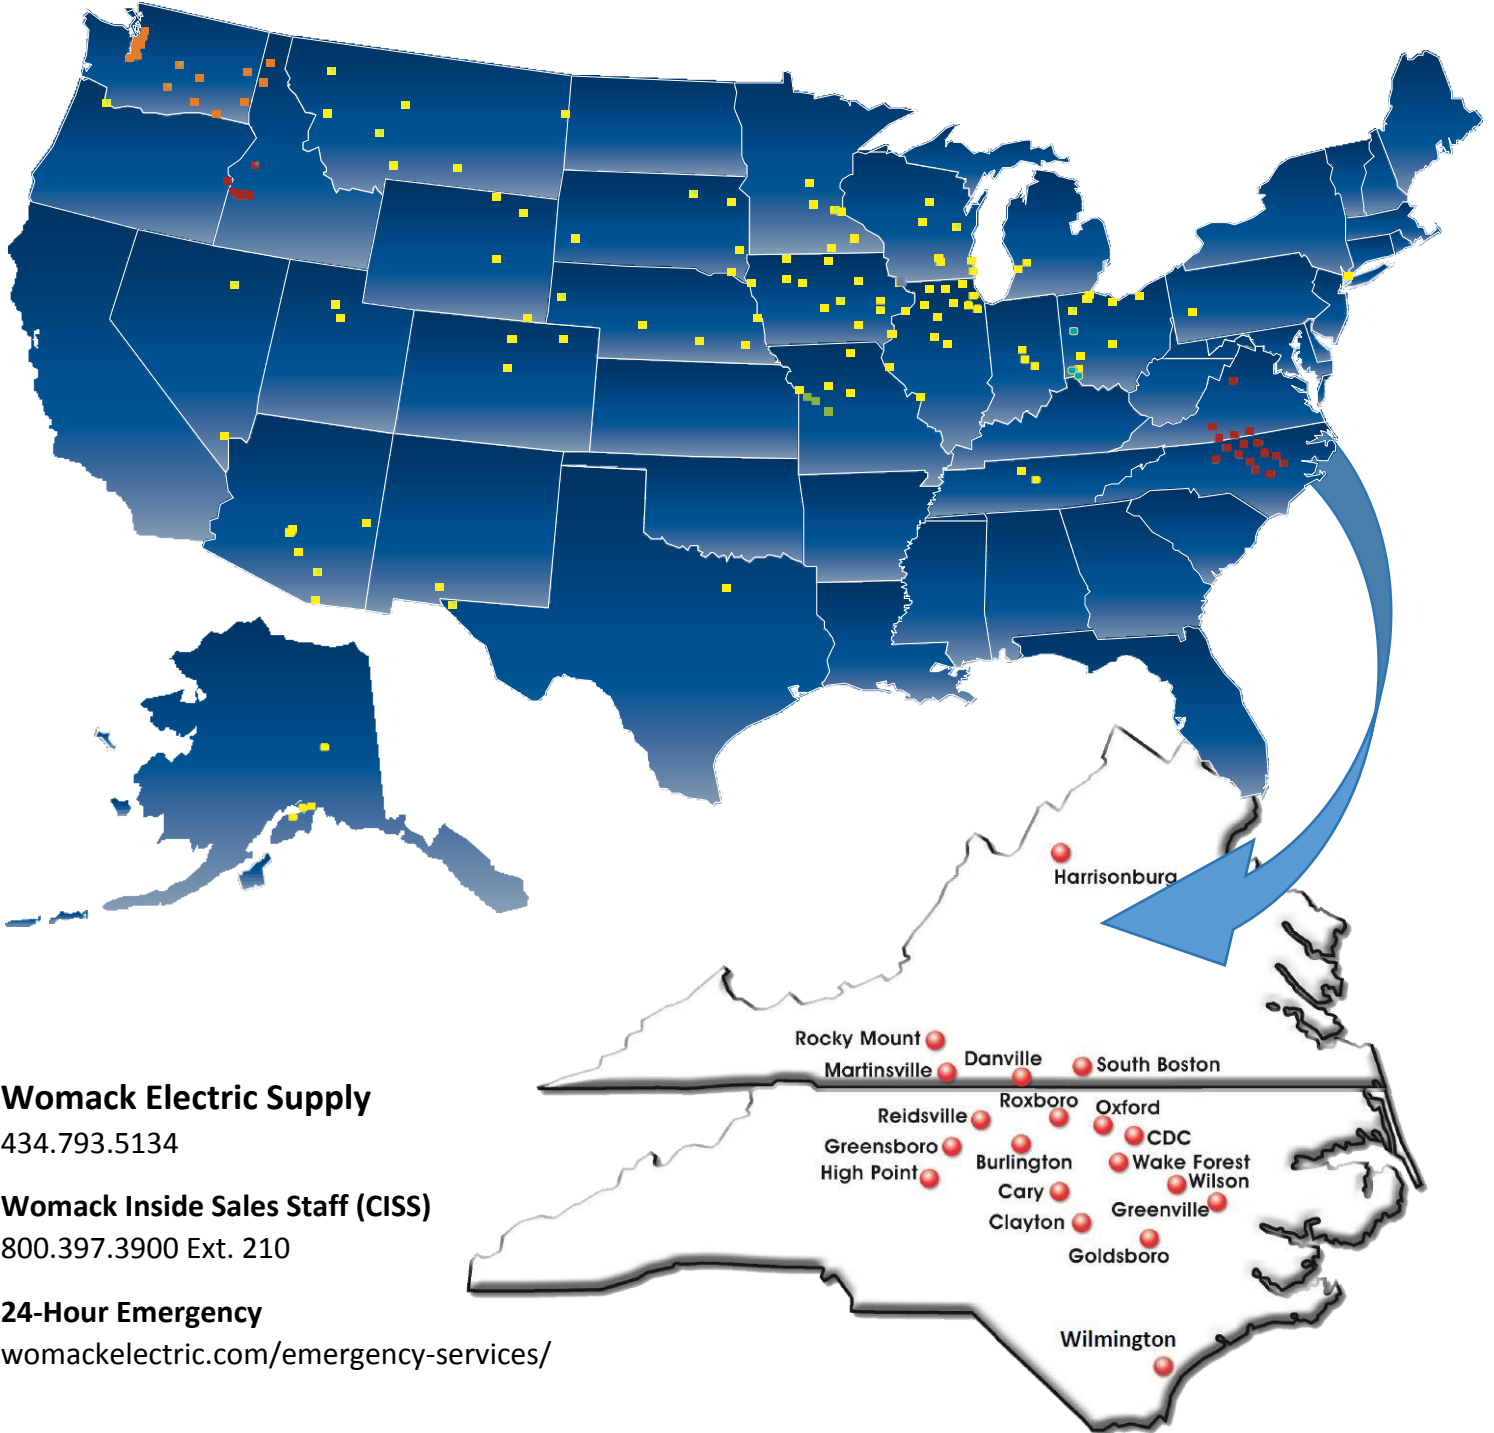 Harrisonburg
Rocky Mount
Danville
South Boston
Martinsville
Roxboro
Oxford
Reidsville
CDC
Greensboro
Burlington
Wake Forest
High Point
Wilson
Cary
Greenville
Clayton
Goldsboro
Wilmington
Womack Electric Supply
434.793.5134
Womack Inside Sales Staff (CISS)
800.397.3900 Ext. 210
24-Hour Emergency
womackelectric.com/emergency-services/